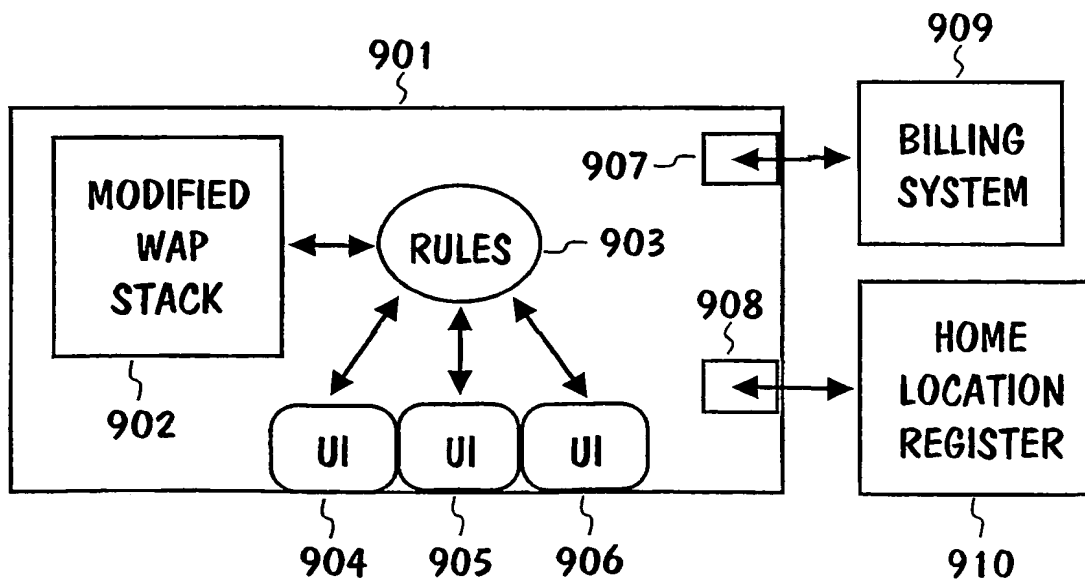 901
909
MODIFIED
WAP
STACK
RULES
903
907
BILLING
SYSTEM
908
HOME
LOCATION
REGISTER
902
UI
UI
UI
904
905
906
910